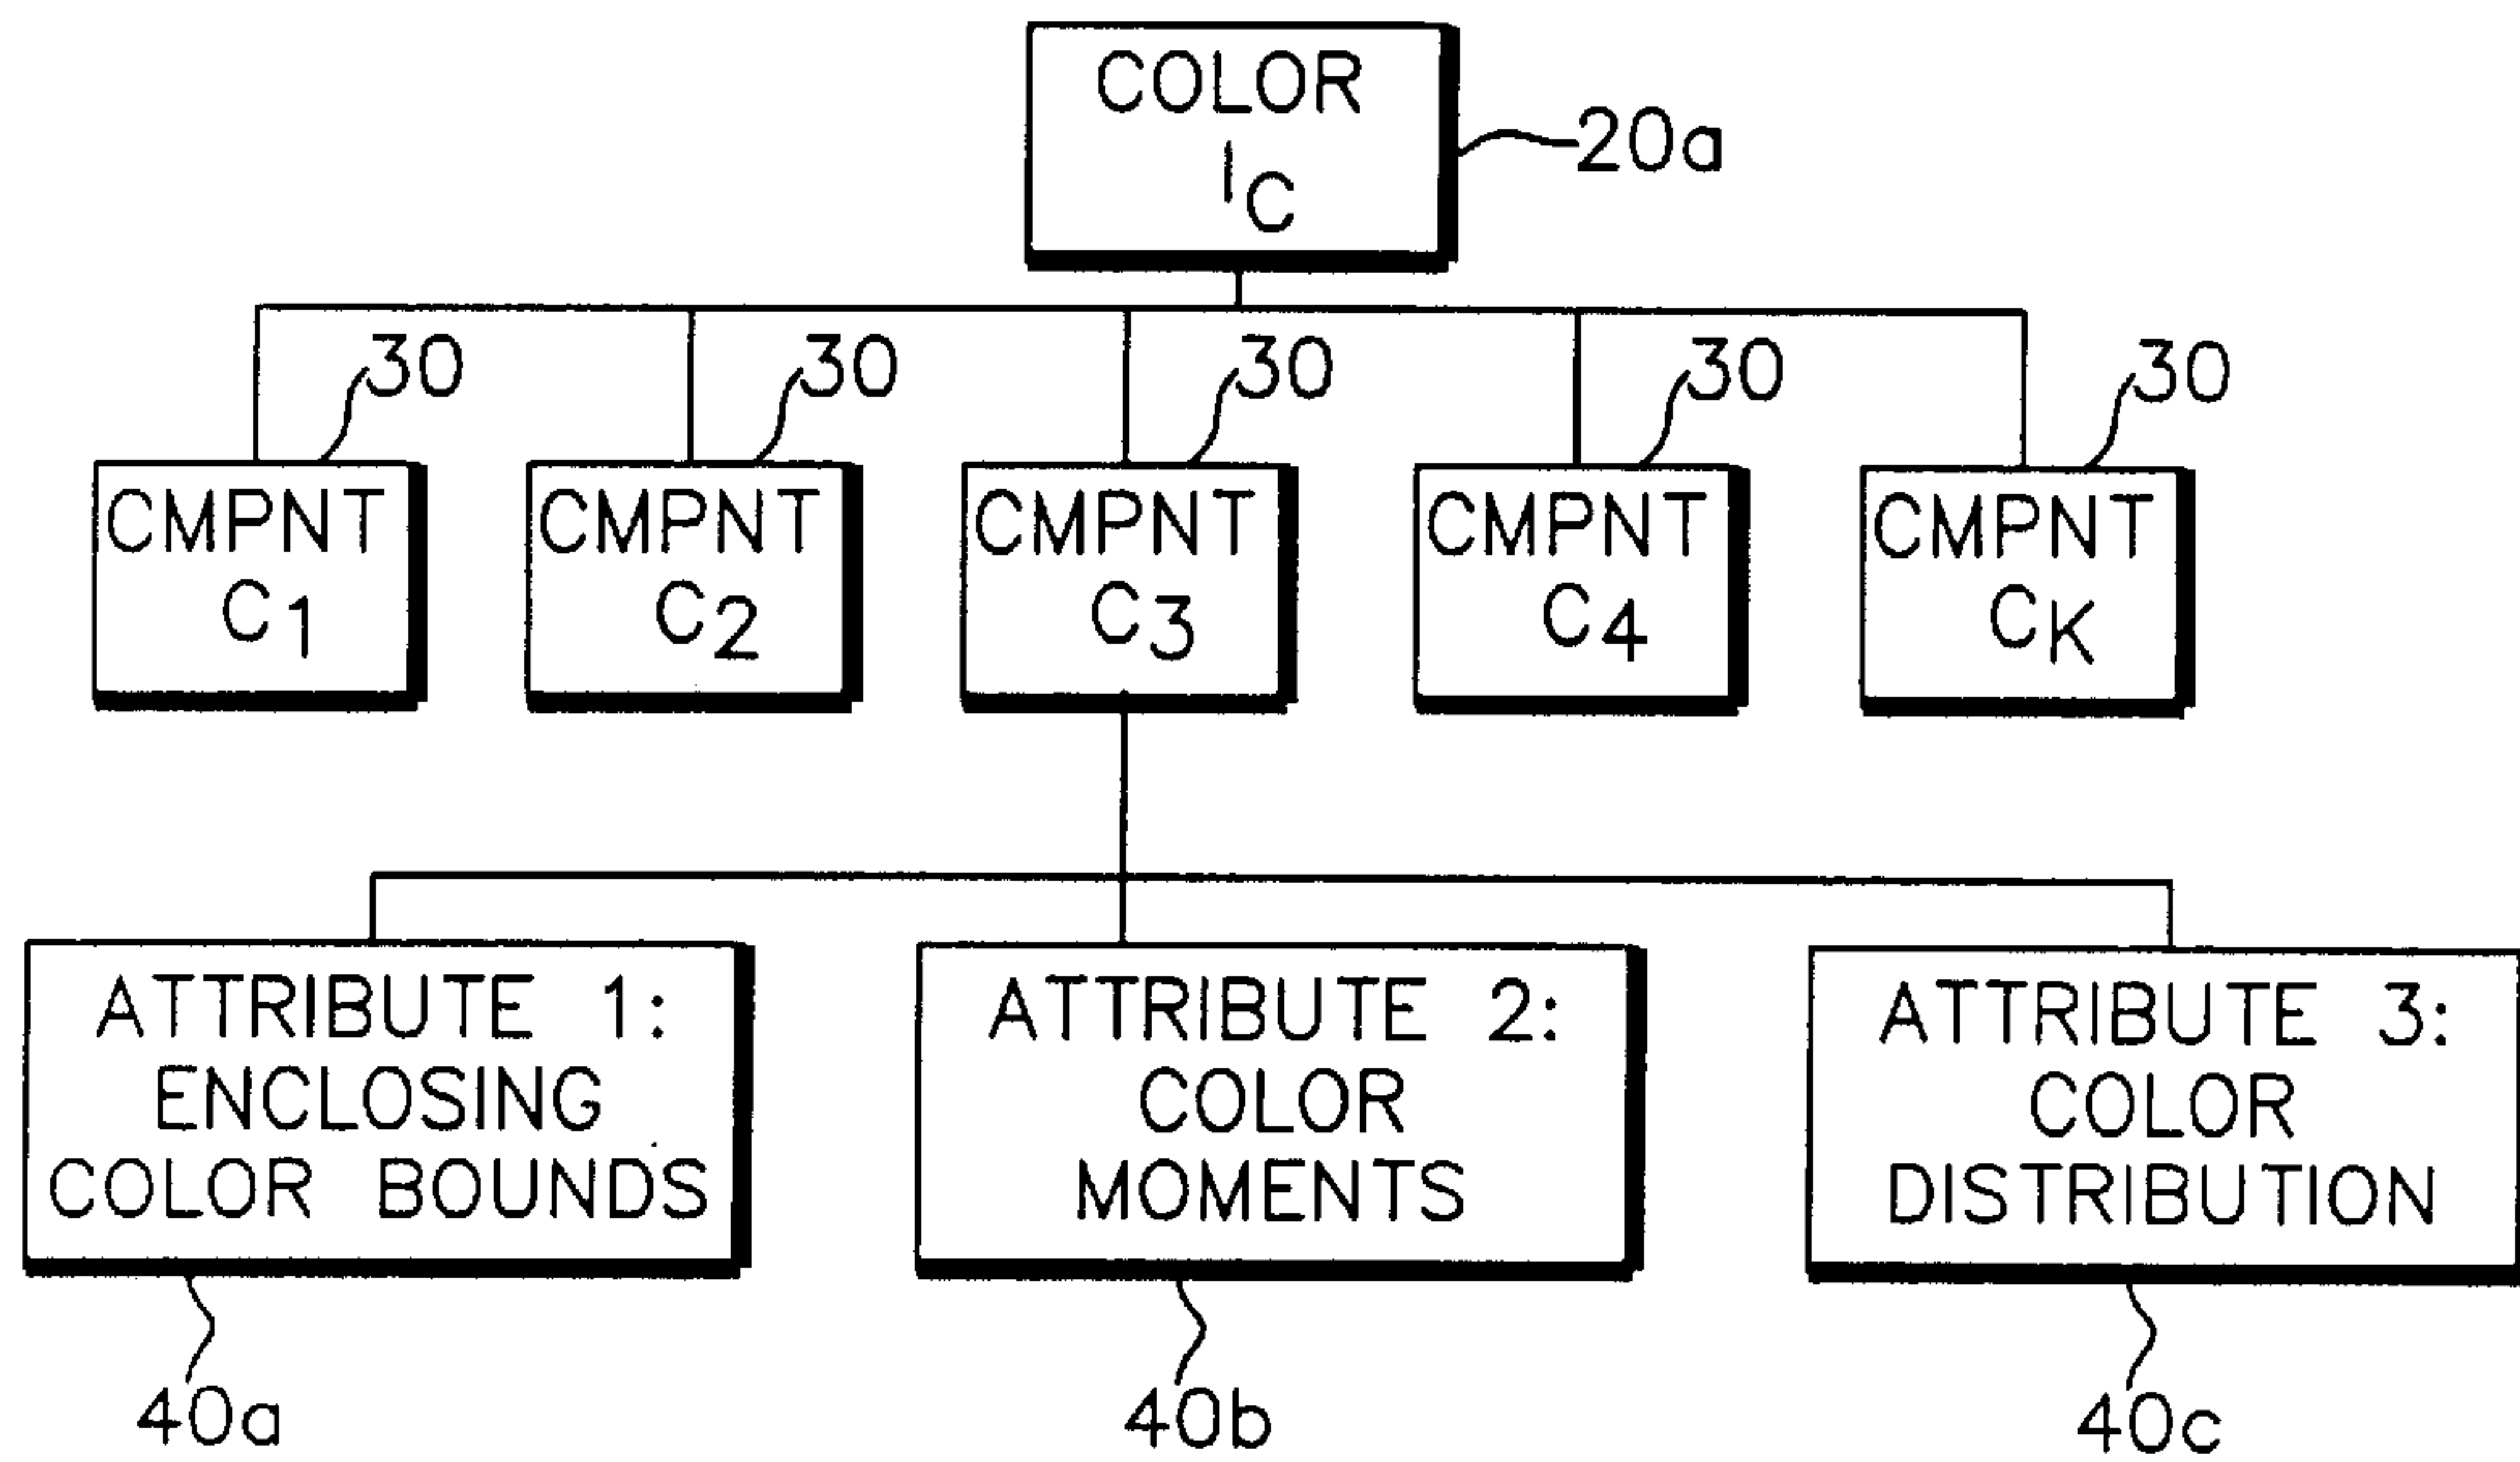 COLOR
I_C
20a
30 30 30 30 30
CMPNT CMPNT CMPNT CMPNT CMPNT
C1 C2 C3 C4 CK
ATTRIBUTE 1:
ENCLOSING
COLOR BOUNDS
ATTRIBUTE 2:
COLOR
MOMENTS
ATTRIBUTE 3:
COLOR
DISTRIBUTION
40a 40b 40c